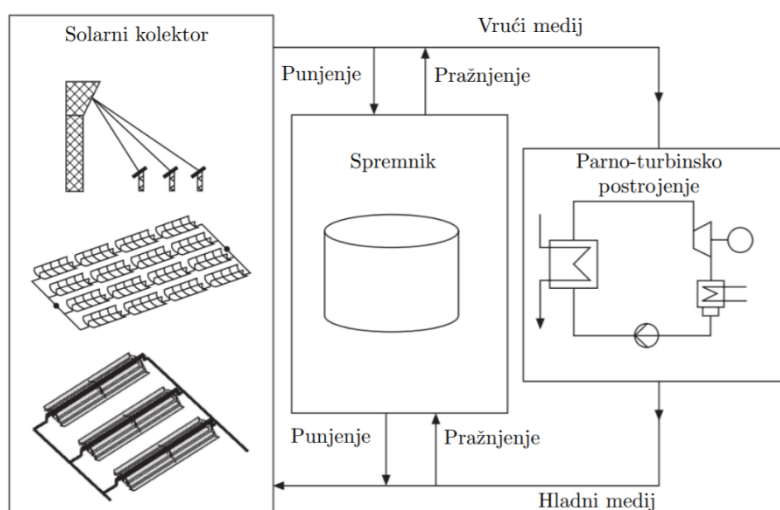 Solarni kolektor
Vrući medij
Punjenje
Pražnjenje
Spremnik
Parno-turbinsko
postrojenje
Punjenje
Pražnjenje
Hladni medij